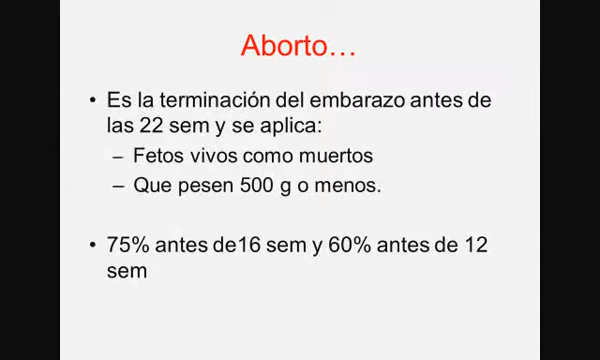 Aborto…
• Es la terminación del embarazo antes de
las 22 sem y se aplica:
– Fetos vivos como muertos
– Que pesen 500 g o menos.
• 75% antes de16 sem y 60% antes de 12
sem